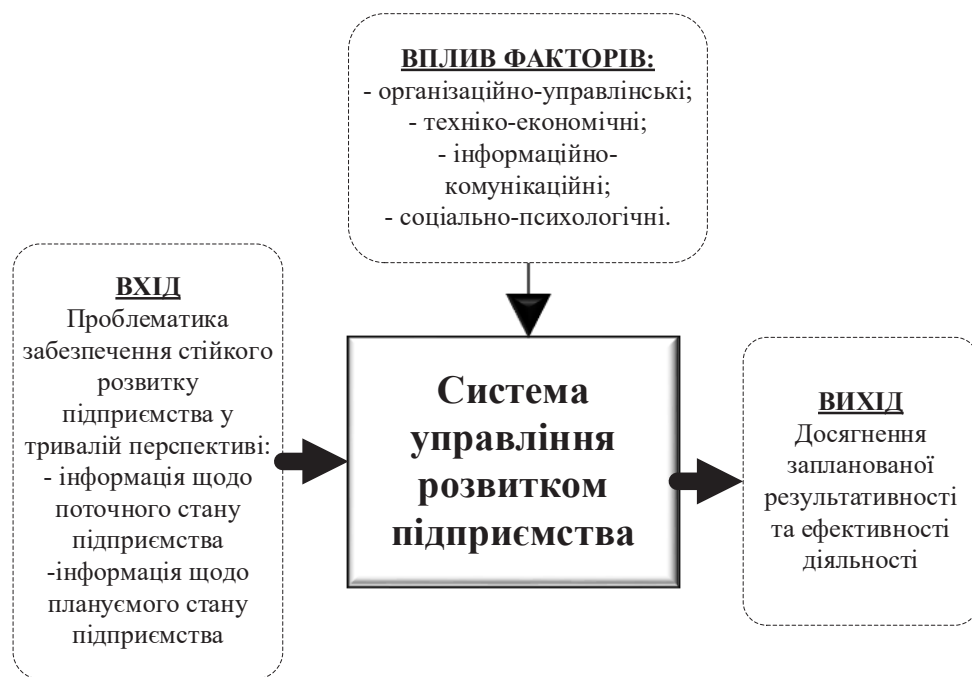 ВПЛИВ ФАКТОРІВ:
- організаційно-управлінські;
- техніко-економічні;
- інформаційно-
комунікаційні;
- соціально-психологічні.
ВХІД
Проблематика
забезпечення стійкого
розвитку
підприємства у
тривалій перспективі:
- інформація щодо
поточного стану
підприємства
-інформація щодо
плануємого стану
підприємства
Система
управління
розвитком
підприємства
ВИХІД
Досягнення
запланованої
результативності
та ефективності
діяльності